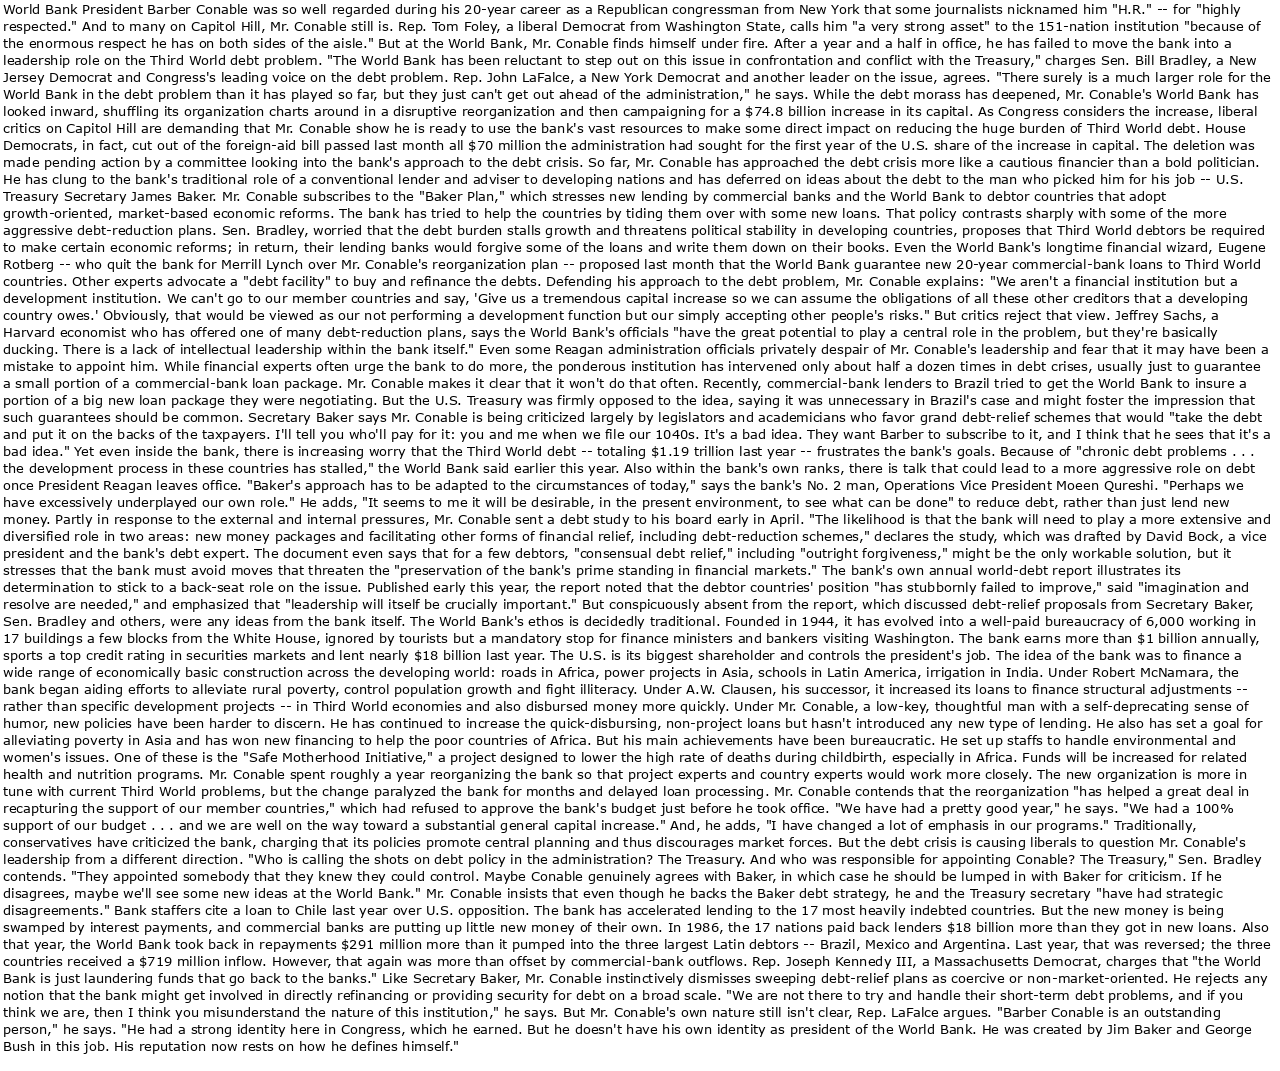 World Bank President Barber Conable was so well regarded during his 20-year career as a Republican congressman from New York that some journalists nicknamed him "H.R." -- for "highly
respected." And to many on Capitol Hill, Mr. Conable still is. Rep. Tom Foley, a liberal Democrat from Washington State, calls him "a very strong asset" to the 151-nation institution "because of
the enormous respect he has on both sides of the aisle." But at the World Bank, Mr. Conable finds himself under fire. After a year and a half in office, he has failed to move the bank into a
leadership role on the Third World debt problem. "The World Bank has been reluctant to step out on this issue in confrontation and conflict with the Treasury," charges Sen. Bill Bradley, a New
Jersey Democrat and Congress's leading voice on the debt problem. Rep. John LaFalce, a New York Democrat and another leader on the issue, agrees. "There surely is a much larger role for the
World Bank in the debt problem than it has played so far, but they just can't get out ahead of the administration," he says. While the debt morass has deepened, Mr. Conable's World Bank has
looked inward, shuffling its organization charts around in a disruptive reorganization and then campaigning for a $74.8 billion increase in its capital. As Congress considers the increase, liberal
critics on Capitol Hill are demanding that Mr. Conable show he is ready to use the bank's vast resources to make some direct impact on reducing the huge burden of Third World debt. House
Democrats, in fact, cut out of the foreign-aid bill passed last month all $70 million the administration had sought for the first year of the U.S. share of the increase in capital. The deletion was
made pending action by a committee looking into the bank's approach to the debt crisis. So far, Mr. Conable has approached the debt crisis more like a cautious financier than a bold politician.
He has clung to the bank's traditional role of a conventional lender and adviser to developing nations and has deferred on ideas about the debt to the man who picked him for his job -- U.S.
Treasury Secretary James Baker. Mr. Conable subscribes to the "Baker Plan," which stresses new lending by commercial banks and the World Bank to debtor countries that adopt
growth-oriented, market-based economic reforms. The bank has tried to help the countries by tiding them over with some new loans. That policy contrasts sharply with some of the more
aggressive debt-reduction plans. Sen. Bradley, worried that the debt burden stalls growth and threatens political stability in developing countries, proposes that Third World debtors be required
to make certain economic reforms; in return, their lending banks would forgive some of the loans and write them down on their books. Even the World Bank's longtime financial wizard, Eugene
Rotberg -- who quit the bank for Merrill Lynch over Mr. Conable's reorganization plan -- proposed last month that the World Bank guarantee new 20-year commercial-bank loans to Third World
countries. Other experts advocate a "debt facility" to buy and refinance the debts. Defending his approach to the debt problem, Mr. Conable explains: "We aren't a financial institution but a
development institution. We can't go to our member countries and say, 'Give us a tremendous capital increase so we can assume the obligations of all these other creditors that a developing
country owes.' Obviously, that would be viewed as our not performing a development function but our simply accepting other people's risks." But critics reject that view. Jeffrey Sachs, a
Harvard economist who has offered one of many debt-reduction plans, says the World Bank's officials "have the great potential to play a central role in the problem, but they're basically
ducking. There is a lack of intellectual leadership within the bank itself." Even some Reagan administration officials privately despair of Mr. Conable's leadership and fear that it may have been a
mistake to appoint him. While financial experts often urge the bank to do more, the ponderous institution has intervened only about half a dozen times in debt crises, usually just to guarantee
a small portion of a commercial-bank loan package. Mr. Conable makes it clear that it won't do that often. Recently, commercial-bank lenders to Brazil tried to get the World Bank to insure a
portion of a big new loan package they were negotiating. But the U.S. Treasury was firmly opposed to the idea, saying it was unnecessary in Brazil's case and might foster the impression that
such guarantees should be common. Secretary Baker says Mr. Conable is being criticized largely by legislators and academicians who favor grand debt-relief schemes that would "take the debt
and put it on the backs of the taxpayers. I'll tell you who'll pay for it: you and me when we file our 1040s. It's a bad idea. They want Barber to subscribe to it, and I think that he sees that it's a
bad idea." Yet even inside the bank, there is increasing worry that the Third World debt -- totaling $1.19 trillion last year -- frustrates the bank's goals. Because of "chronic debt problems . . .
the development process in these countries has stalled," the World Bank said earlier this year. Also within the bank's own ranks, there is talk that could lead to a more aggressive role on debt
once President Reagan leaves office. "Baker's approach has to be adapted to the circumstances of today," says the bank's No. 2 man, Operations Vice President Moeen Qureshi. "Perhaps we
have excessively underplayed our own role." He adds, "It seems to me it will be desirable, in the present environment, to see what can be done" to reduce debt, rather than just lend new
money. Partly in response to the external and internal pressures, Mr. Conable sent a debt study to his board early in April. "The likelihood is that the bank will need to play a more extensive and
diversified role in two areas: new money packages and facilitating other forms of financial relief, including debt-reduction schemes," declares the study, which was drafted by David Bock, a vice
president and the bank's debt expert. The document even says that for a few debtors, "consensual debt relief," including "outright forgiveness," might be the only workable solution, but it
stresses that the bank must avoid moves that threaten the "preservation of the bank's prime standing in financial markets." The bank's own annual world-debt report illustrates its
determination to stick to a back-seat role on the issue. Published early this year, the report noted that the debtor countries' position "has stubbornly failed to improve," said "imagination and
resolve are needed," and emphasized that "leadership will itself be crucially important." But conspicuously absent from the report, which discussed debt-relief proposals from Secretary Baker,
Sen. Bradley and others, were any ideas from the bank itself. The World Bank's ethos is decidedly traditional. Founded in 1944, it has evolved into a well-paid bureaucracy of 6,000 working in
17 buildings a few blocks from the White House, ignored by tourists but a mandatory stop for finance ministers and bankers visiting Washington. The bank earns more than $1 billion annually,
sports a top credit rating in securities markets and lent nearly $18 billion last year. The U.S. is its biggest shareholder and controls the president's job. The idea of the bank was to finance a
wide range of economically basic construction across the developing world: roads in Africa, power projects in Asia, schools in Latin America, irrigation in India. Under Robert McNamara, the
bank began aiding efforts to alleviate rural poverty, control population growth and fight illiteracy. Under A.W. Clausen, his successor, it increased its loans to finance structural adjustments --
rather than specific development projects -- in Third World economies and also disbursed money more quickly. Under Mr. Conable, a low-key, thoughtful man with a self-deprecating sense of
humor, new policies have been harder to discern. He has continued to increase the quick-disbursing, non-project loans but hasn't introduced any new type of lending. He also has set a goal for
alleviating poverty in Asia and has won new financing to help the poor countries of Africa. But his main achievements have been bureaucratic. He set up staffs to handle environmental and
women's issues. One of these is the "Safe Motherhood Initiative," a project designed to lower the high rate of deaths during childbirth, especially in Africa. Funds will be increased for related
health and nutrition programs. Mr. Conable spent roughly a year reorganizing the bank so that project experts and country experts would work more closely. The new organization is more in
tune with current Third World problems, but the change paralyzed the bank for months and delayed loan processing. Mr. Conable contends that the reorganization "has helped a great deal in
recapturing the support of our member countries," which had refused to approve the bank's budget just before he took office. "We have had a pretty good year," he says. "We had a 100%
support of our budget . . . and we are well on the way toward a substantial general capital increase." And, he adds, "I have changed a lot of emphasis in our programs." Traditionally,
conservatives have criticized the bank, charging that its policies promote central planning and thus discourages market forces. But the debt crisis is causing liberals to question Mr. Conable's
leadership from a different direction. "Who is calling the shots on debt policy in the administration? The Treasury. And who was responsible for appointing Conable? The Treasury," Sen. Bradley
contends. "They appointed somebody that they knew they could control. Maybe Conable genuinely agrees with Baker, in which case he should be lumped in with Baker for criticism. If he
disagrees, maybe we'll see some new ideas at the World Bank." Mr. Conable insists that even though he backs the Baker debt strategy, he and the Treasury secretary "have had strategic
disagreements." Bank staffers cite a loan to Chile last year over U.S. opposition. The bank has accelerated lending to the 17 most heavily indebted countries. But the new money is being
swamped by interest payments, and commercial banks are putting up little new money of their own. In 1986, the 17 nations paid back lenders $18 billion more than they got in new loans. Also
that year, the World Bank took back in repayments $291 million more than it pumped into the three largest Latin debtors -- Brazil, Mexico and Argentina. Last year, that was reversed; the three
countries received a $719 million inflow. However, that again was more than offset by commercial-bank outflows. Rep. Joseph Kennedy III, a Massachusetts Democrat, charges that "the World
Bank is just laundering funds that go back to the banks." Like Secretary Baker, Mr. Conable instinctively dismisses sweeping debt-relief plans as coercive or non-market-oriented. He rejects any
notion that the bank might get involved in directly refinancing or providing security for debt on a broad scale. "We are not there to try and handle their short-term debt problems, and if you
think we are, then I think you misunderstand the nature of this institution," he says. But Mr. Conable's own nature still isn't clear, Rep. LaFalce argues. "Barber Conable is an outstanding
person," he says. "He had a strong identity here in Congress, which he earned. But he doesn't have his own identity as president of the World Bank. He was created by Jim Baker and George
Bush in this job. His reputation now rests on how he defines himself."